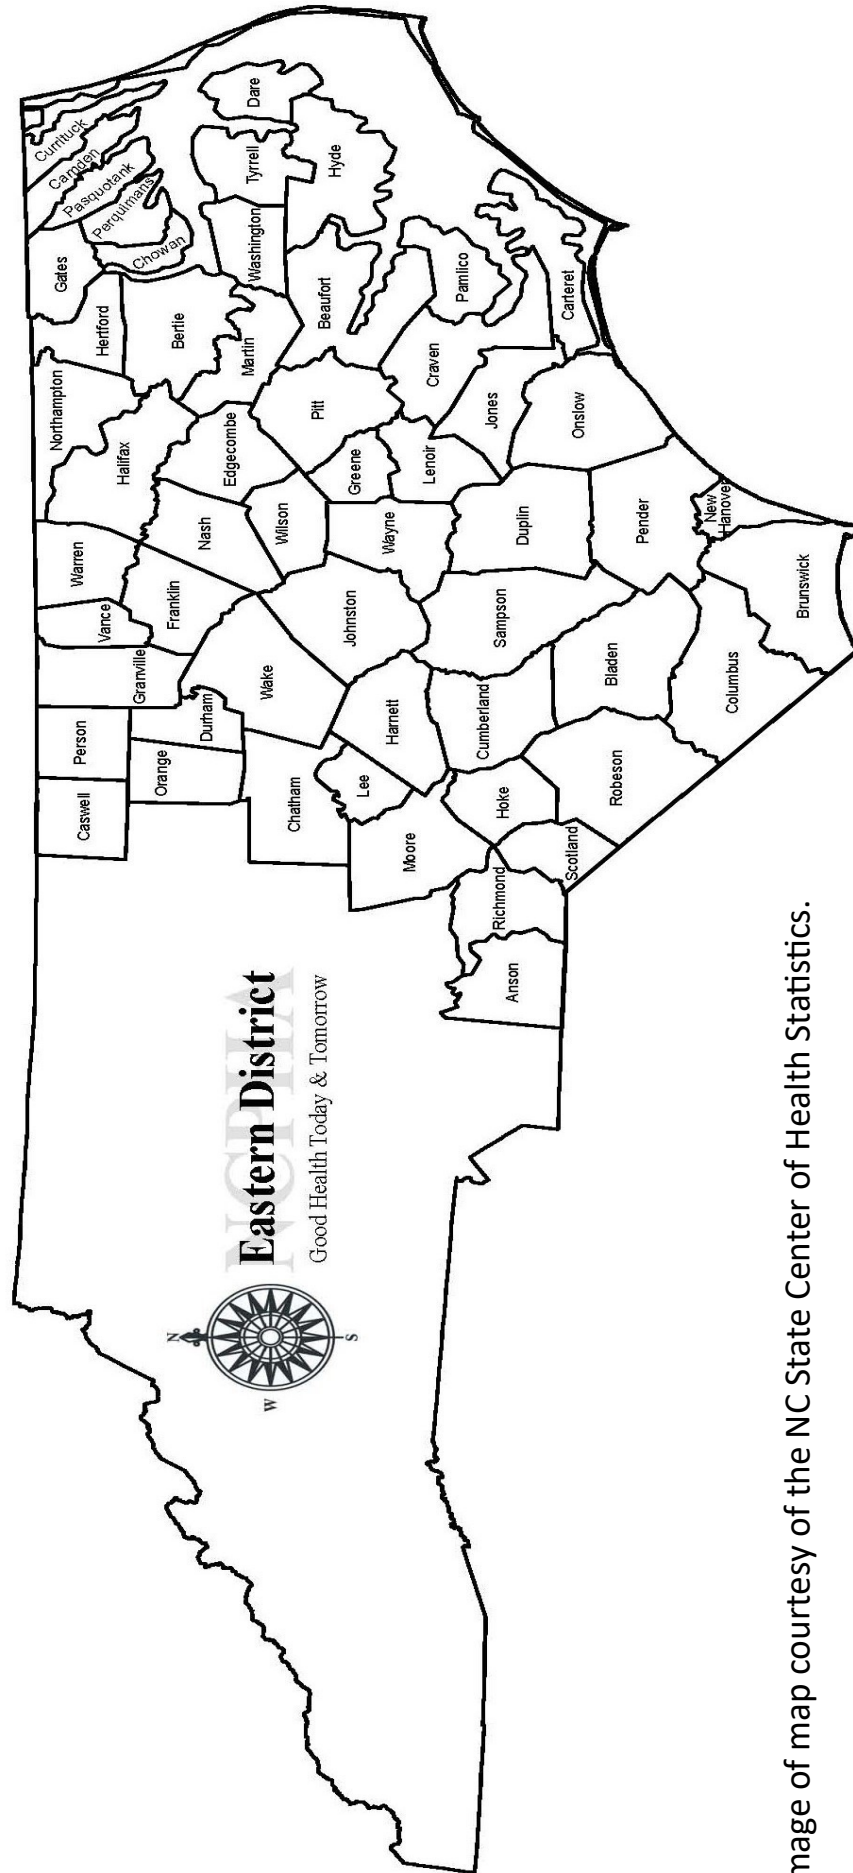 NCPHA
Eastern District
Good Health Today & Tomorrow
N
W
S
Caswell
Person
Granville
Vance
Warren
Northampton
Hertford
Gates
Currituck
Camden
Pasquotank
Perquimans
Chowan
Orange
Durham
Franklin
Halifax
Bertie
Nash
Edgecombe
Martin
Washington
Tyrrell
Dare
Chatham
Wake
Wilson
Pitt
Beaufort
Hyde
Moore
Lee
Harnett
Johnston
Wayne
Greene
Lenoir
Craven
Pamlico
Anson
Richmond
Scotland
Hoke
Cumberland
Sampson
Duplin
Jones
Onslow
Carteret
Robeson
Bladen
Pender
New
Hanover
Columbus
Brunswick
mage of map courtesy of the NC State Center of Health Statistics.